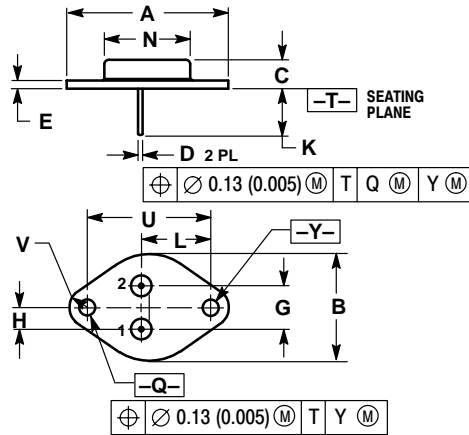 A
N
C
E
–T– SEATING PLANE
K
D 2 PL
⌖ ∅ 0.13 (0.005) Ⓜ T Q Ⓜ Y Ⓜ
U
V
L
–Y–
2
H
G
B
1
–Q–
⌖ ∅ 0.13 (0.005) Ⓜ T Y Ⓜ